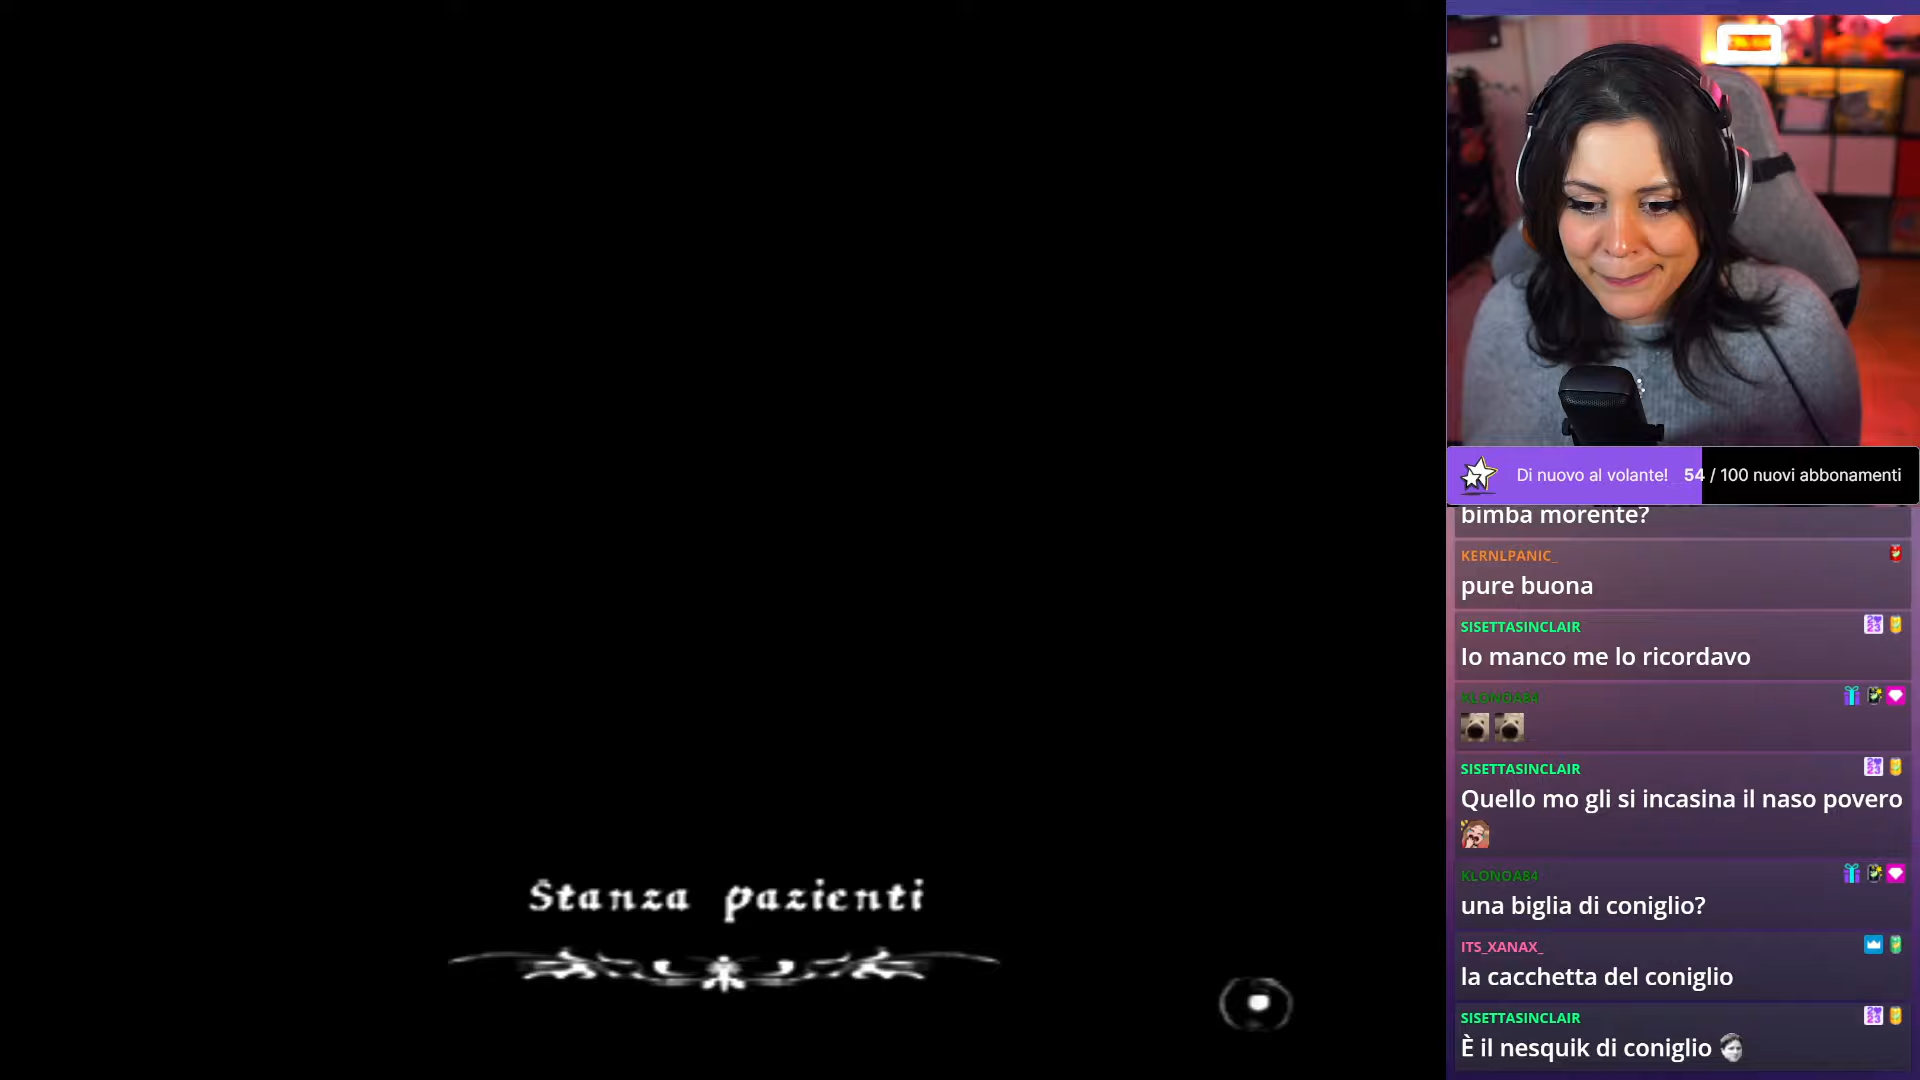 Di nuovo al volante! 54 / 100 nuovi abbonamenti
bimba morente?
KERNLPANIC_
pure buona
SISETTASINCLAIR
Io manco me lo ricordavo
KLONOA84
SISETTASINCLAIR
Quello mo gli si incasina il naso povero
KLONOA84
una biglia di coniglio?
ITS_XANAX_
la cacchetta del coniglio
SISETTASINCLAIR
È il nesquik di coniglio
Stanza pazienti